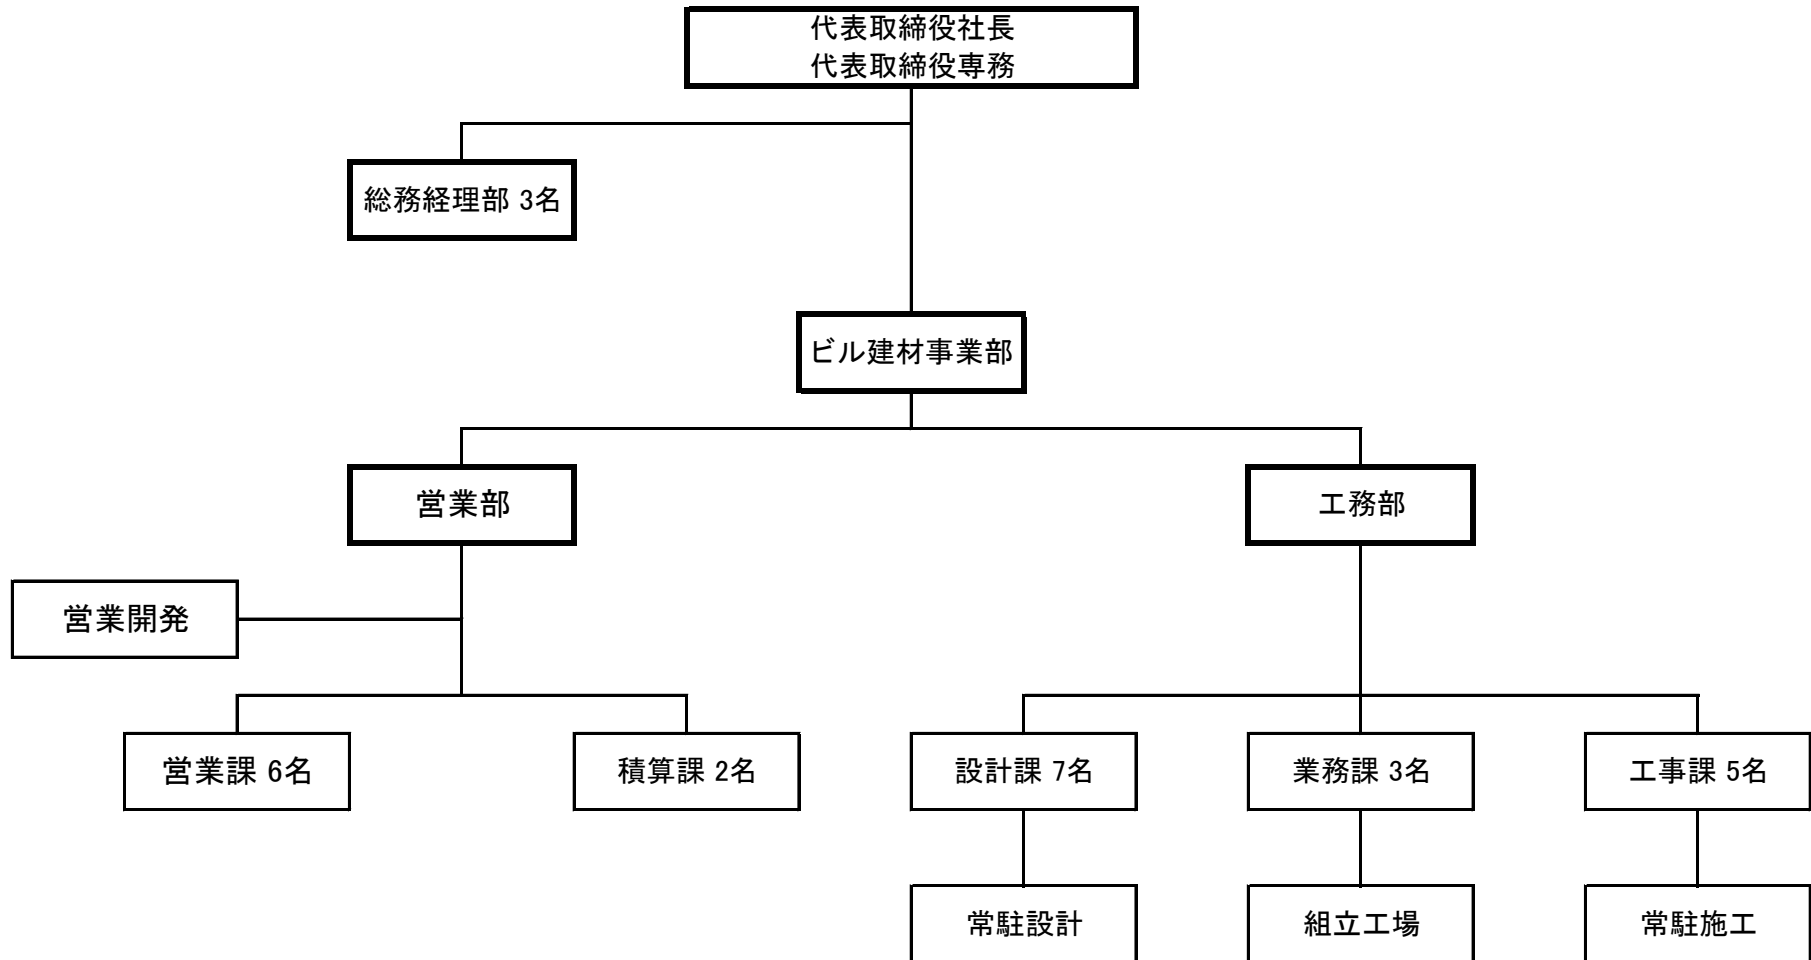 代表取締役社長
代表取締役専務
総務経理部 3名
ビル建材事業部
営業部
工務部
営業開発
営業課 6名
積算課 2名
設計課 7名
業務課 3名
工事課 5名
常駐設計
組立工場
常駐施工